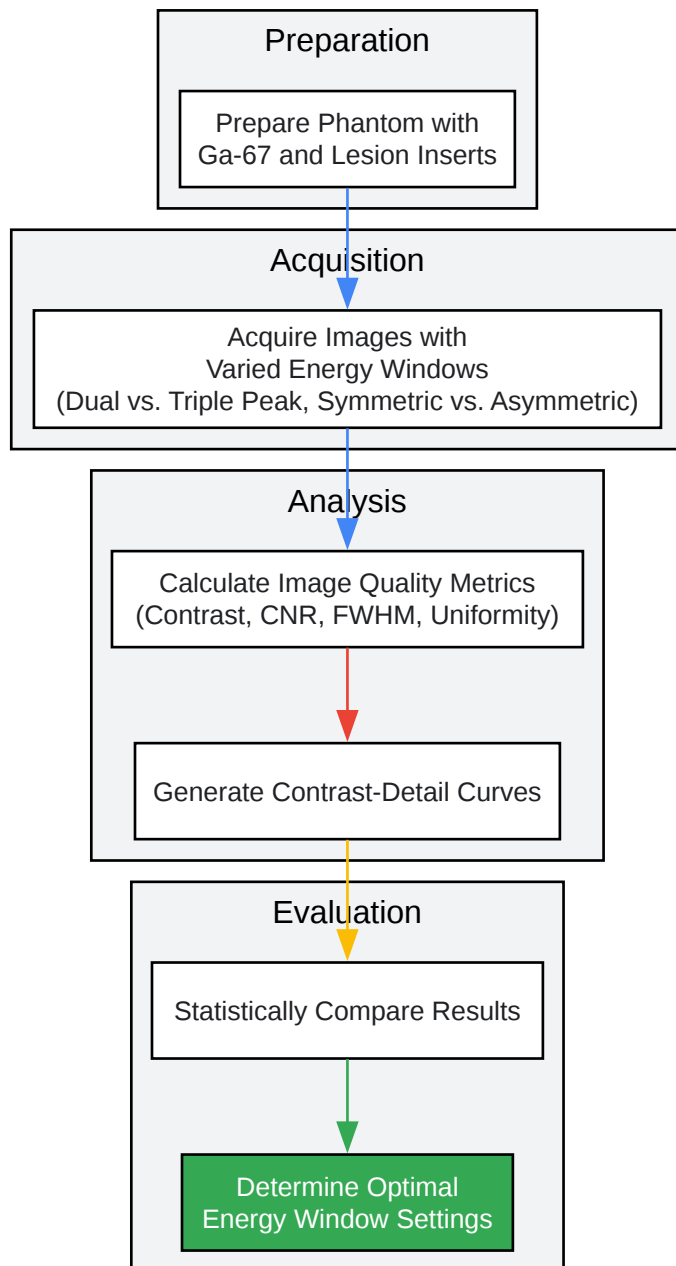 Preparation
Prepare Phantom with
Ga-67 and Lesion Inserts
Acquisition
Acquire Images with
Varied Energy Windows
(Dual vs. Triple Peak, Symmetric vs. Asymmetric)
Analysis
Calculate Image Quality Metrics
(Contrast, CNR, FWHM, Uniformity)
Generate Contrast-Detail Curves
Evaluation
Statistically Compare Results
Determine Optimal
Energy Window Settings